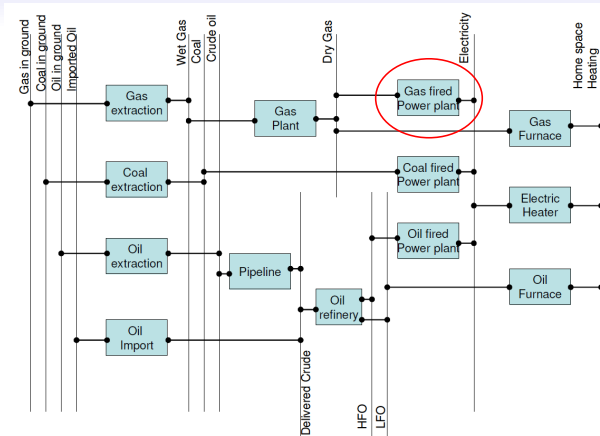 Gas in ground
Coal in ground
Oil in ground
Imported Oil
Wet Gas
Coal
Crude oil
Dry Gas
Electricity
Home space
Heating
Gas
extraction
Gas
Plant
Gas fired
Power plant
Gas
Furnace
Coal
extraction
Coal fired
Power plant
Electric
Heater
Oil
extraction
Pipeline
Oil fired
Power plant
Oil
refinery
Oil
Furnace
Oil
Import
Delivered Crude
HFO
LFO